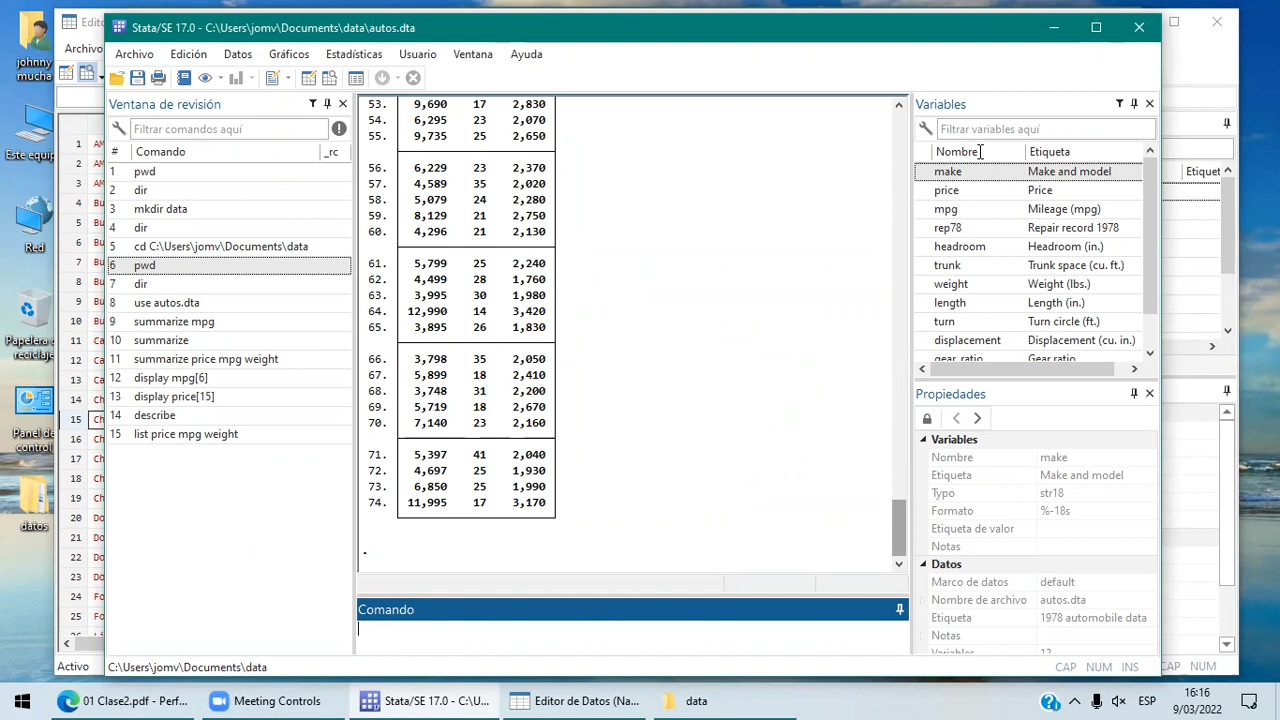 johnny mucha
Este equipo
Red
Papelera de reciclaje
Panel de control
datos
Stata/SE 17.0 - C:\Users\jomv\Documents\data\autos.dta
Archivo Edición Datos Gráficos Estadísticas Usuario Ventana Ayuda
Ventana de revisión
Filtrar comandos aquí
# Comando _rc
1 pwd
2 dir
3 mkdir data
4 dir
5 cd C:\Users\jomv\Documents\data
6 pwd
7 dir
8 use autos.dta
9 summarize mpg
10 summarize
11 summarize price mpg weight
12 display mpg[6]
13 display price[15]
14 describe
15 list price mpg weight
53. 9,690 17 2,830
54. 6,295 23 2,070
55. 9,735 25 2,650
56. 6,229 23 2,370
57. 4,589 35 2,020
58. 5,079 24 2,280
59. 8,129 21 2,750
60. 4,296 21 2,130
61. 5,799 25 2,240
62. 4,499 28 1,760
63. 3,995 30 1,980
64. 12,990 14 3,420
65. 3,895 26 1,830
66. 3,798 35 2,050
67. 5,899 18 2,410
68. 3,748 31 2,200
69. 5,719 18 2,670
70. 7,140 23 2,160
71. 5,397 41 2,040
72. 4,697 25 1,930
73. 6,850 25 1,990
74. 11,995 17 3,170
.
Comando
Variables
Filtrar variables aquí
Nombre Etiqueta
make Make and model
price Price
mpg Mileage (mpg)
rep78 Repair record 1978
headroom Headroom (in.)
trunk Trunk space (cu. ft.)
weight Weight (lbs.)
length Length (in.)
turn Turn circle (ft.)
displacement Displacement (cu. in.)
gear_ratio Gear ratio
Propiedades
Variables
Nombre make
Etiqueta Make and model
Typo str18
Formato %-18s
Etiqueta de valor
Notas
Datos
Marco de datos default
Nombre de archivo autos.dta
Etiqueta 1978 automobile data
Notas
Variables 12
C:\Users\jomv\Documents\data
CAP NUM INS
Activo
CAP NUM
01 Clase2.pdf - Perf...
Meeting Controls
Stata/SE 17.0 - C:\U...
Editor de Datos (Na...
data
ESP
16:16
9/03/2022